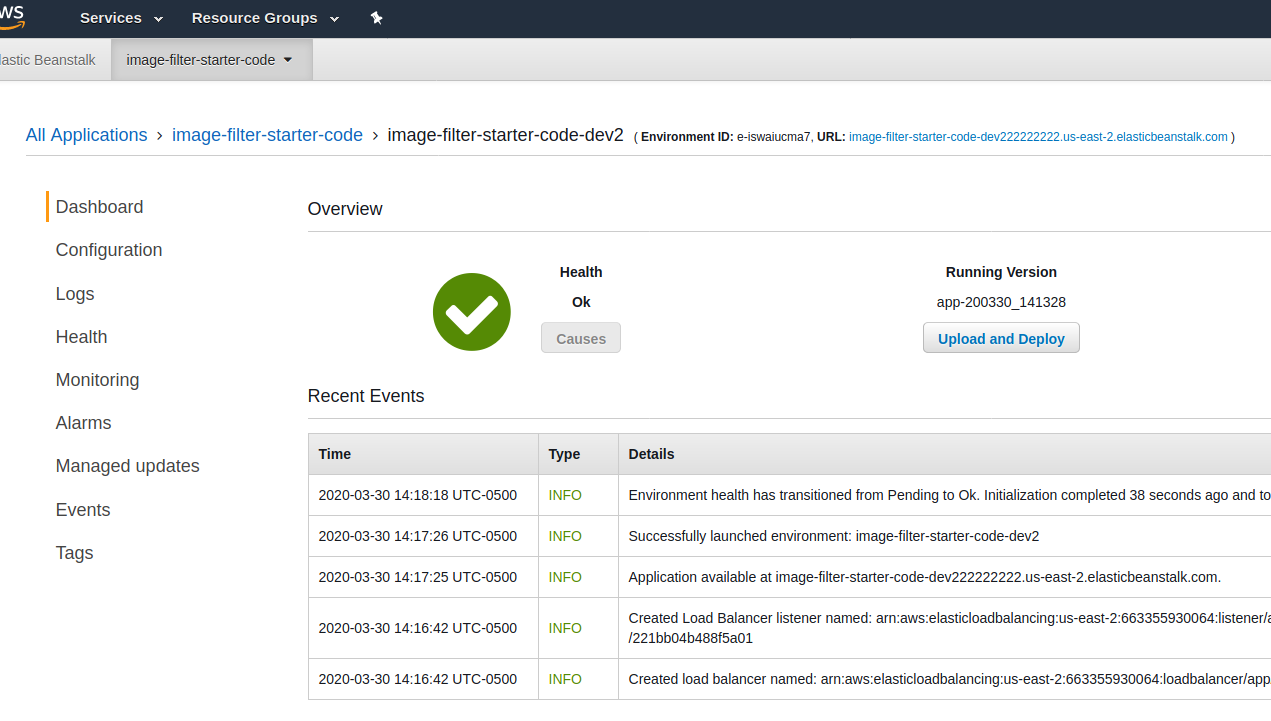 Services Resource Groups
Beanstalk image-filter-starter-code
All Applications › image-filter-starter-code › image-filter-starter-code-dev2 ( Environment ID: e-iswaiucma7, URL: image-filter-starter-code-dev222222222.us-east-2.elasticbeanstalk.com )
Dashboard
Configuration
Logs
Health
Monitoring
Alarms
Managed updates
Events
Tags
Overview
Health
Ok
Causes
Running Version
app-200330_141328
Upload and Deploy
Recent Events
Time Type Details
2020-03-30 14:18:18 UTC-0500 INFO Environment health has transitioned from Pending to Ok. Initialization completed 38 seconds ago and to
2020-03-30 14:17:26 UTC-0500 INFO Successfully launched environment: image-filter-starter-code-dev2
2020-03-30 14:17:25 UTC-0500 INFO Application available at image-filter-starter-code-dev222222222.us-east-2.elasticbeanstalk.com.
2020-03-30 14:16:42 UTC-0500 INFO Created Load Balancer listener named: arn:aws:elasticloadbalancing:us-east-2:663355930064:listener/a
/221bb04b488f5a01
2020-03-30 14:16:42 UTC-0500 INFO Created load balancer named: arn:aws:elasticloadbalancing:us-east-2:663355930064:loadbalancer/app